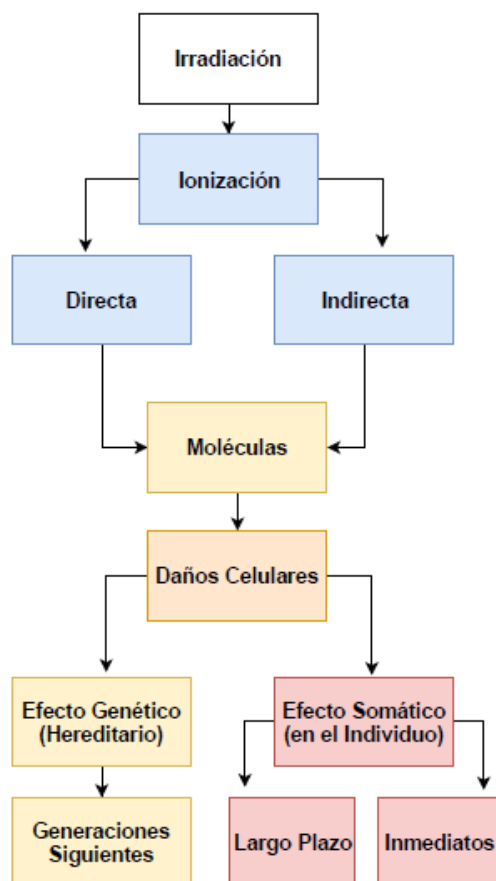 Irradiación
Ionización
Directa
Indirecta
Moléculas
Daños Celulares
Efecto Genético
(Hereditario)
Efecto Somático
(en el Individuo)
Generaciones
Siguientes
Largo Plazo
Inmediatos